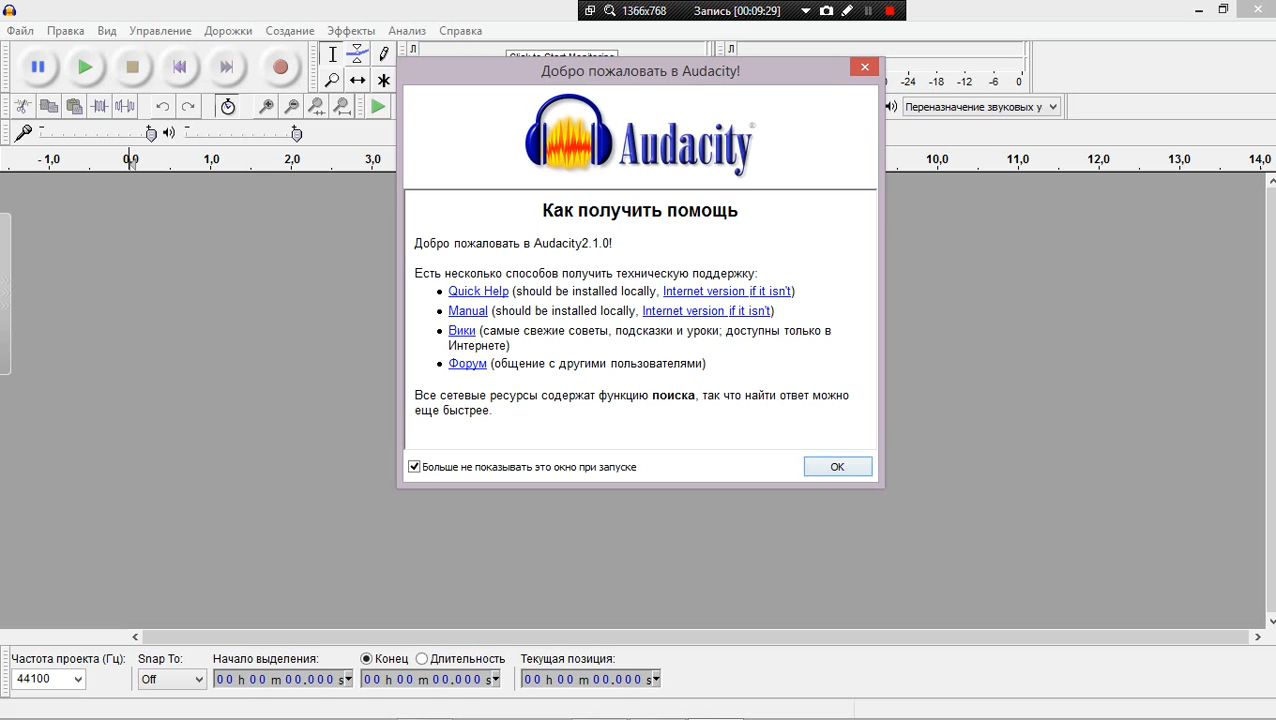 1366x768 Запись [00:09:29]
Файл Правка Вид Управление Дорожки Создание Эффекты Анализ Справка
Л Click to Start Monitoring Л
Добро пожаловать в Audacity!
-24 -18 -12 -6 0
Переназначение звуковых у
- + - +
-1,0 0,0 1,0 2,0 3,0 10,0 11,0 12,0 13,0 14,0
Audacity ®
Как получить помощь
Добро пожаловать в Audacity2.1.0!
Есть несколько способов получить техническую поддержку:
Quick Help (should be installed locally, Internet version if it isn't)
Manual (should be installed locally, Internet version if it isn't)
Вики (самые свежие советы, подсказки и уроки; доступны только в
Интернете)
Форум (общение с другими пользователями)
Все сетевые ресурсы содержат функцию поиска, так что найти ответ можно
еще быстрее.
Больше не показывать это окно при запуске
OK
Частота проекта (Гц): Snap To: Начало выделения: Конец Длительность Текущая позиция:
44100 Off 00 h 00 m 00.000 s 00 h 00 m 00.000 s 00 h 00 m 00.000 s